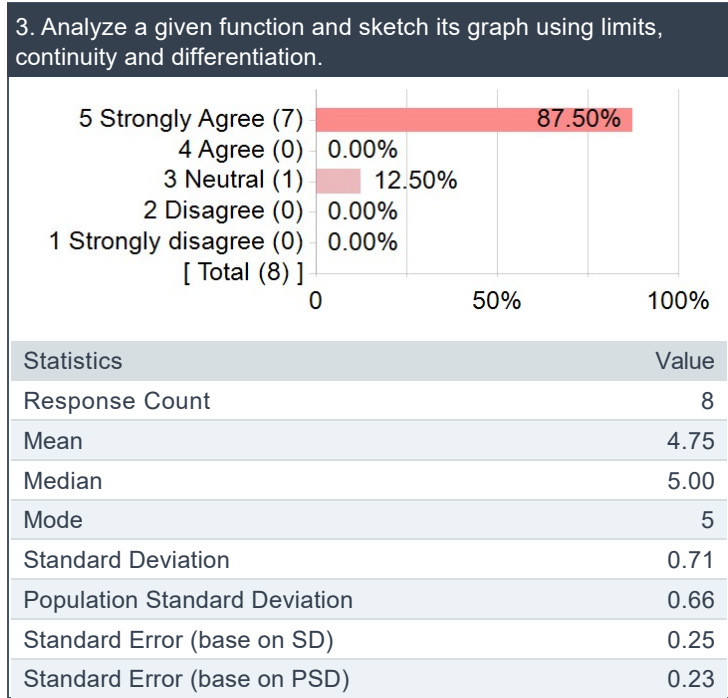 3. Analyze a given function and sketch its graph using limits,
continuity and differentiation.
5 Strongly Agree (7) 87.50%
4 Agree (0) 0.00%
3 Neutral (1) 12.50%
2 Disagree (0) 0.00%
1 Strongly disagree (0) 0.00%
[ Total (8) ]
0 50% 100%
Statistics Value
Response Count 8
Mean 4.75
Median 5.00
Mode 5
Standard Deviation 0.71
Population Standard Deviation 0.66
Standard Error (base on SD) 0.25
Standard Error (base on PSD) 0.23